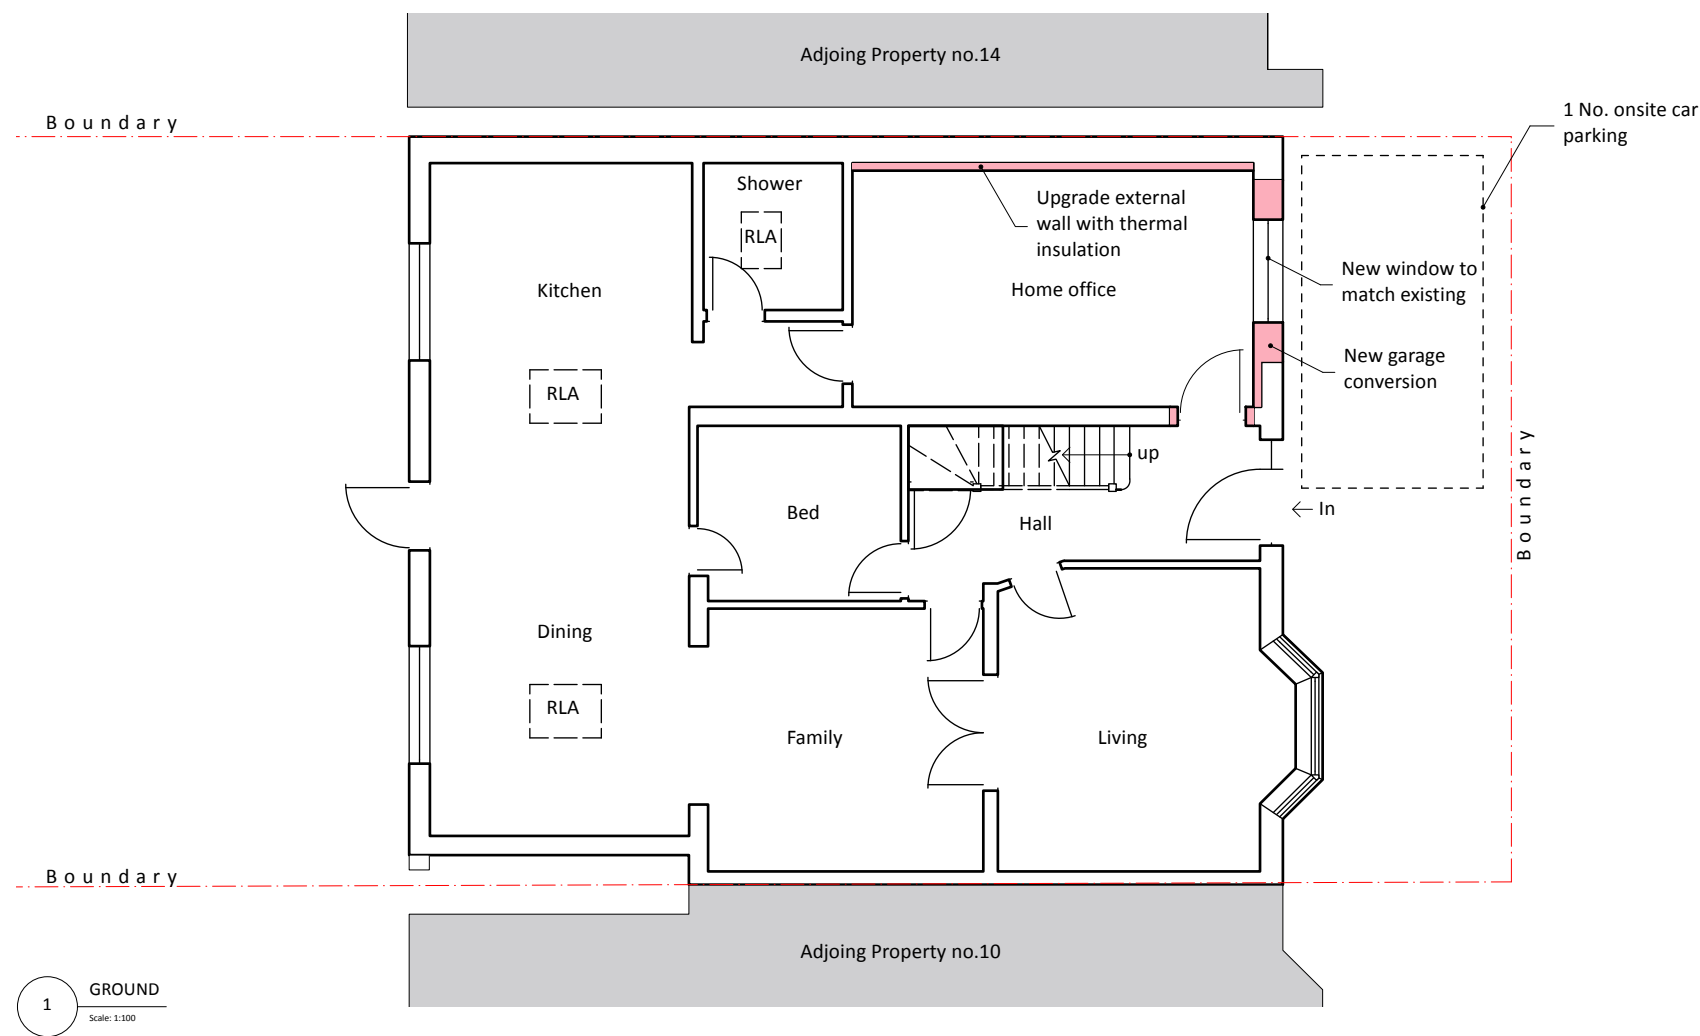 Adjoing Property no.14
Boundary
1 No. onsite car
parking
Shower
RLA
Upgrade external
wall with thermal
insulation
Home office
New window to
match existing
New garage
conversion
Kitchen
RLA
up
Bed
Hall
In
Boundary
Dining
RLA
Family
Living
Boundary
Adjoing Property no.10
1
GROUND
Scale: 1:100